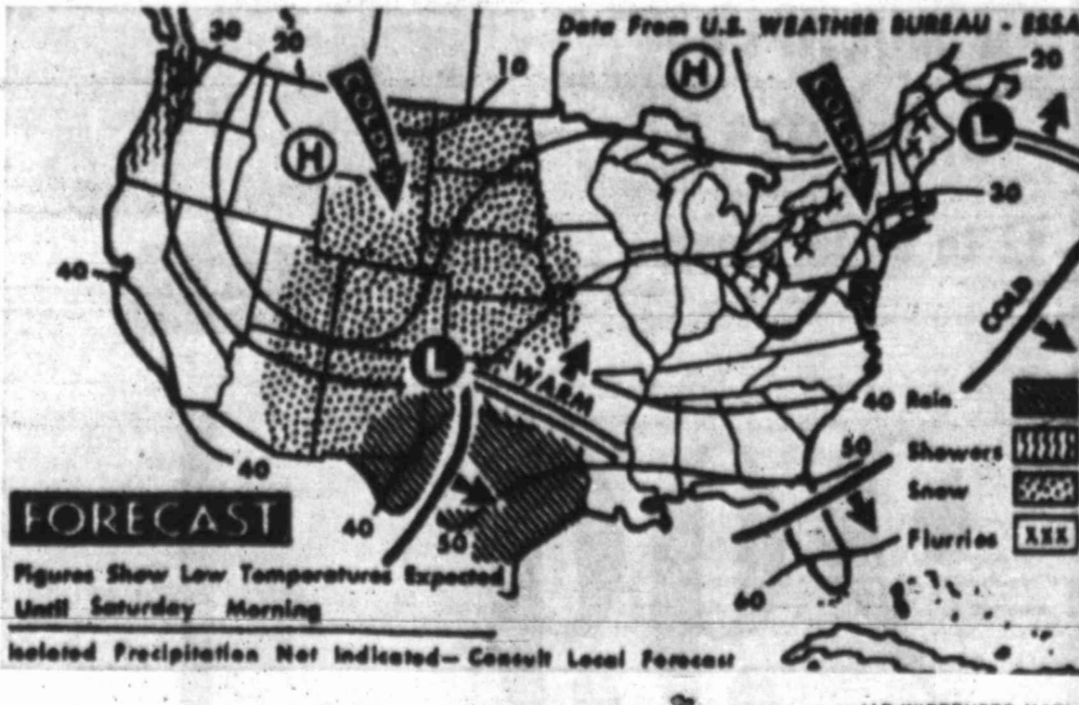 Data From U.S. WEATHER BUREAU - ESSA
30
20
10
H
COLDER
COLDER
20
H
L
30
40
COLD
L
WARM
40
Rain
50
Showers
40
Snow
FORECAST
40
50
Flurries
XXX
Figures Show Low Temperatures Expected
Until Saturday Morning
60
Isolated Precipitation Not Indicated— Consult Local Forecast